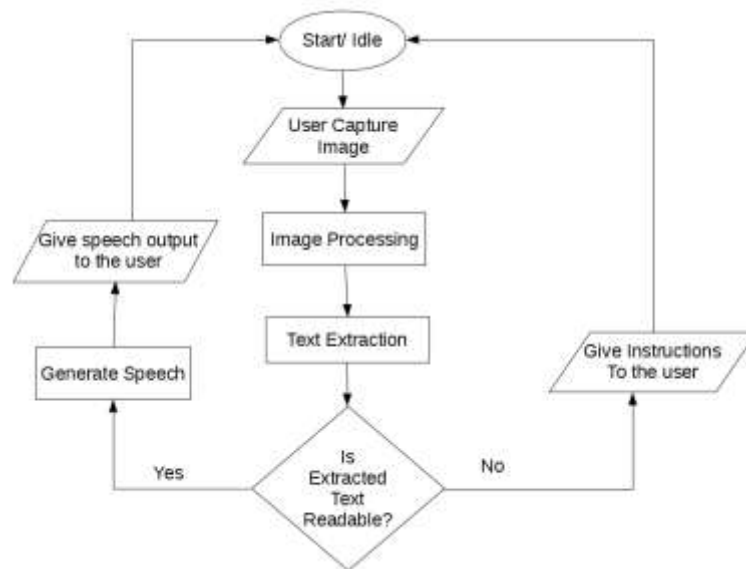 Start/ Idle
User Capture
Image
Give speech output
to the user
Image Processing
Text Extraction
Give Instructions
To the user
Generate Speech
Yes
Is
Extracted
Text
Readable?
No